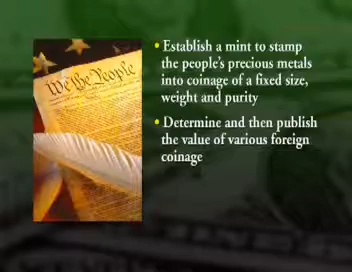 We the People
• Establish a mint to stamp
the people's precious metals
into coinage of a fixed size,
weight and purity
• Determine and then publish
the value of various foreign
coinage